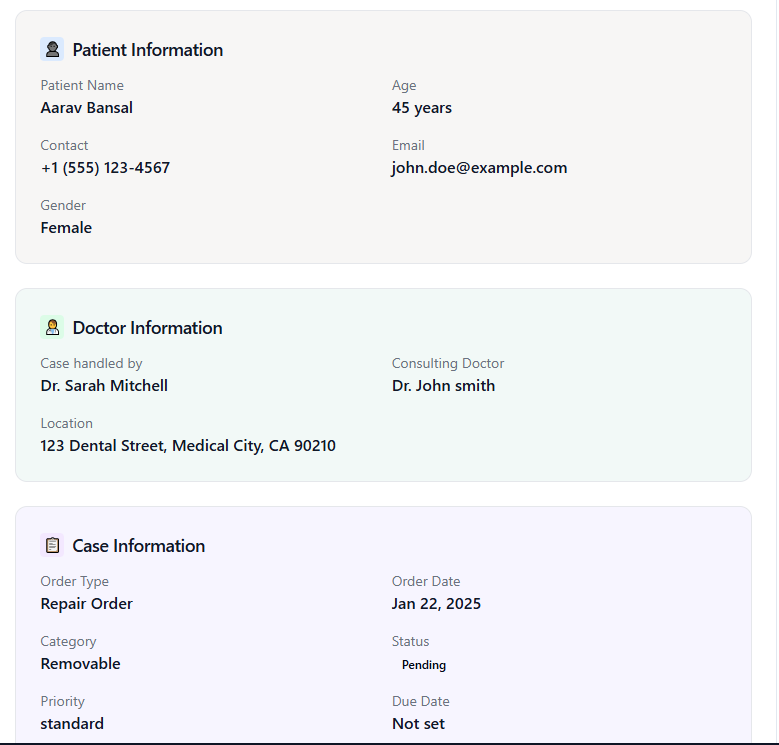 Patient Information
Patient Name
Age
Aarav Bansal
45 years
Contact
Email
+1 (555) 123-4567
john.doe@example.com
Gender
Female
Doctor Information
Case handled by
Consulting Doctor
Dr. Sarah Mitchell
Dr. John smith
Location
123 Dental Street, Medical City, CA 90210
Case Information
Order Type
Order Date
Repair Order
Jan 22, 2025
Category
Status
Removable
Pending
Priority
Due Date
standard
Not set